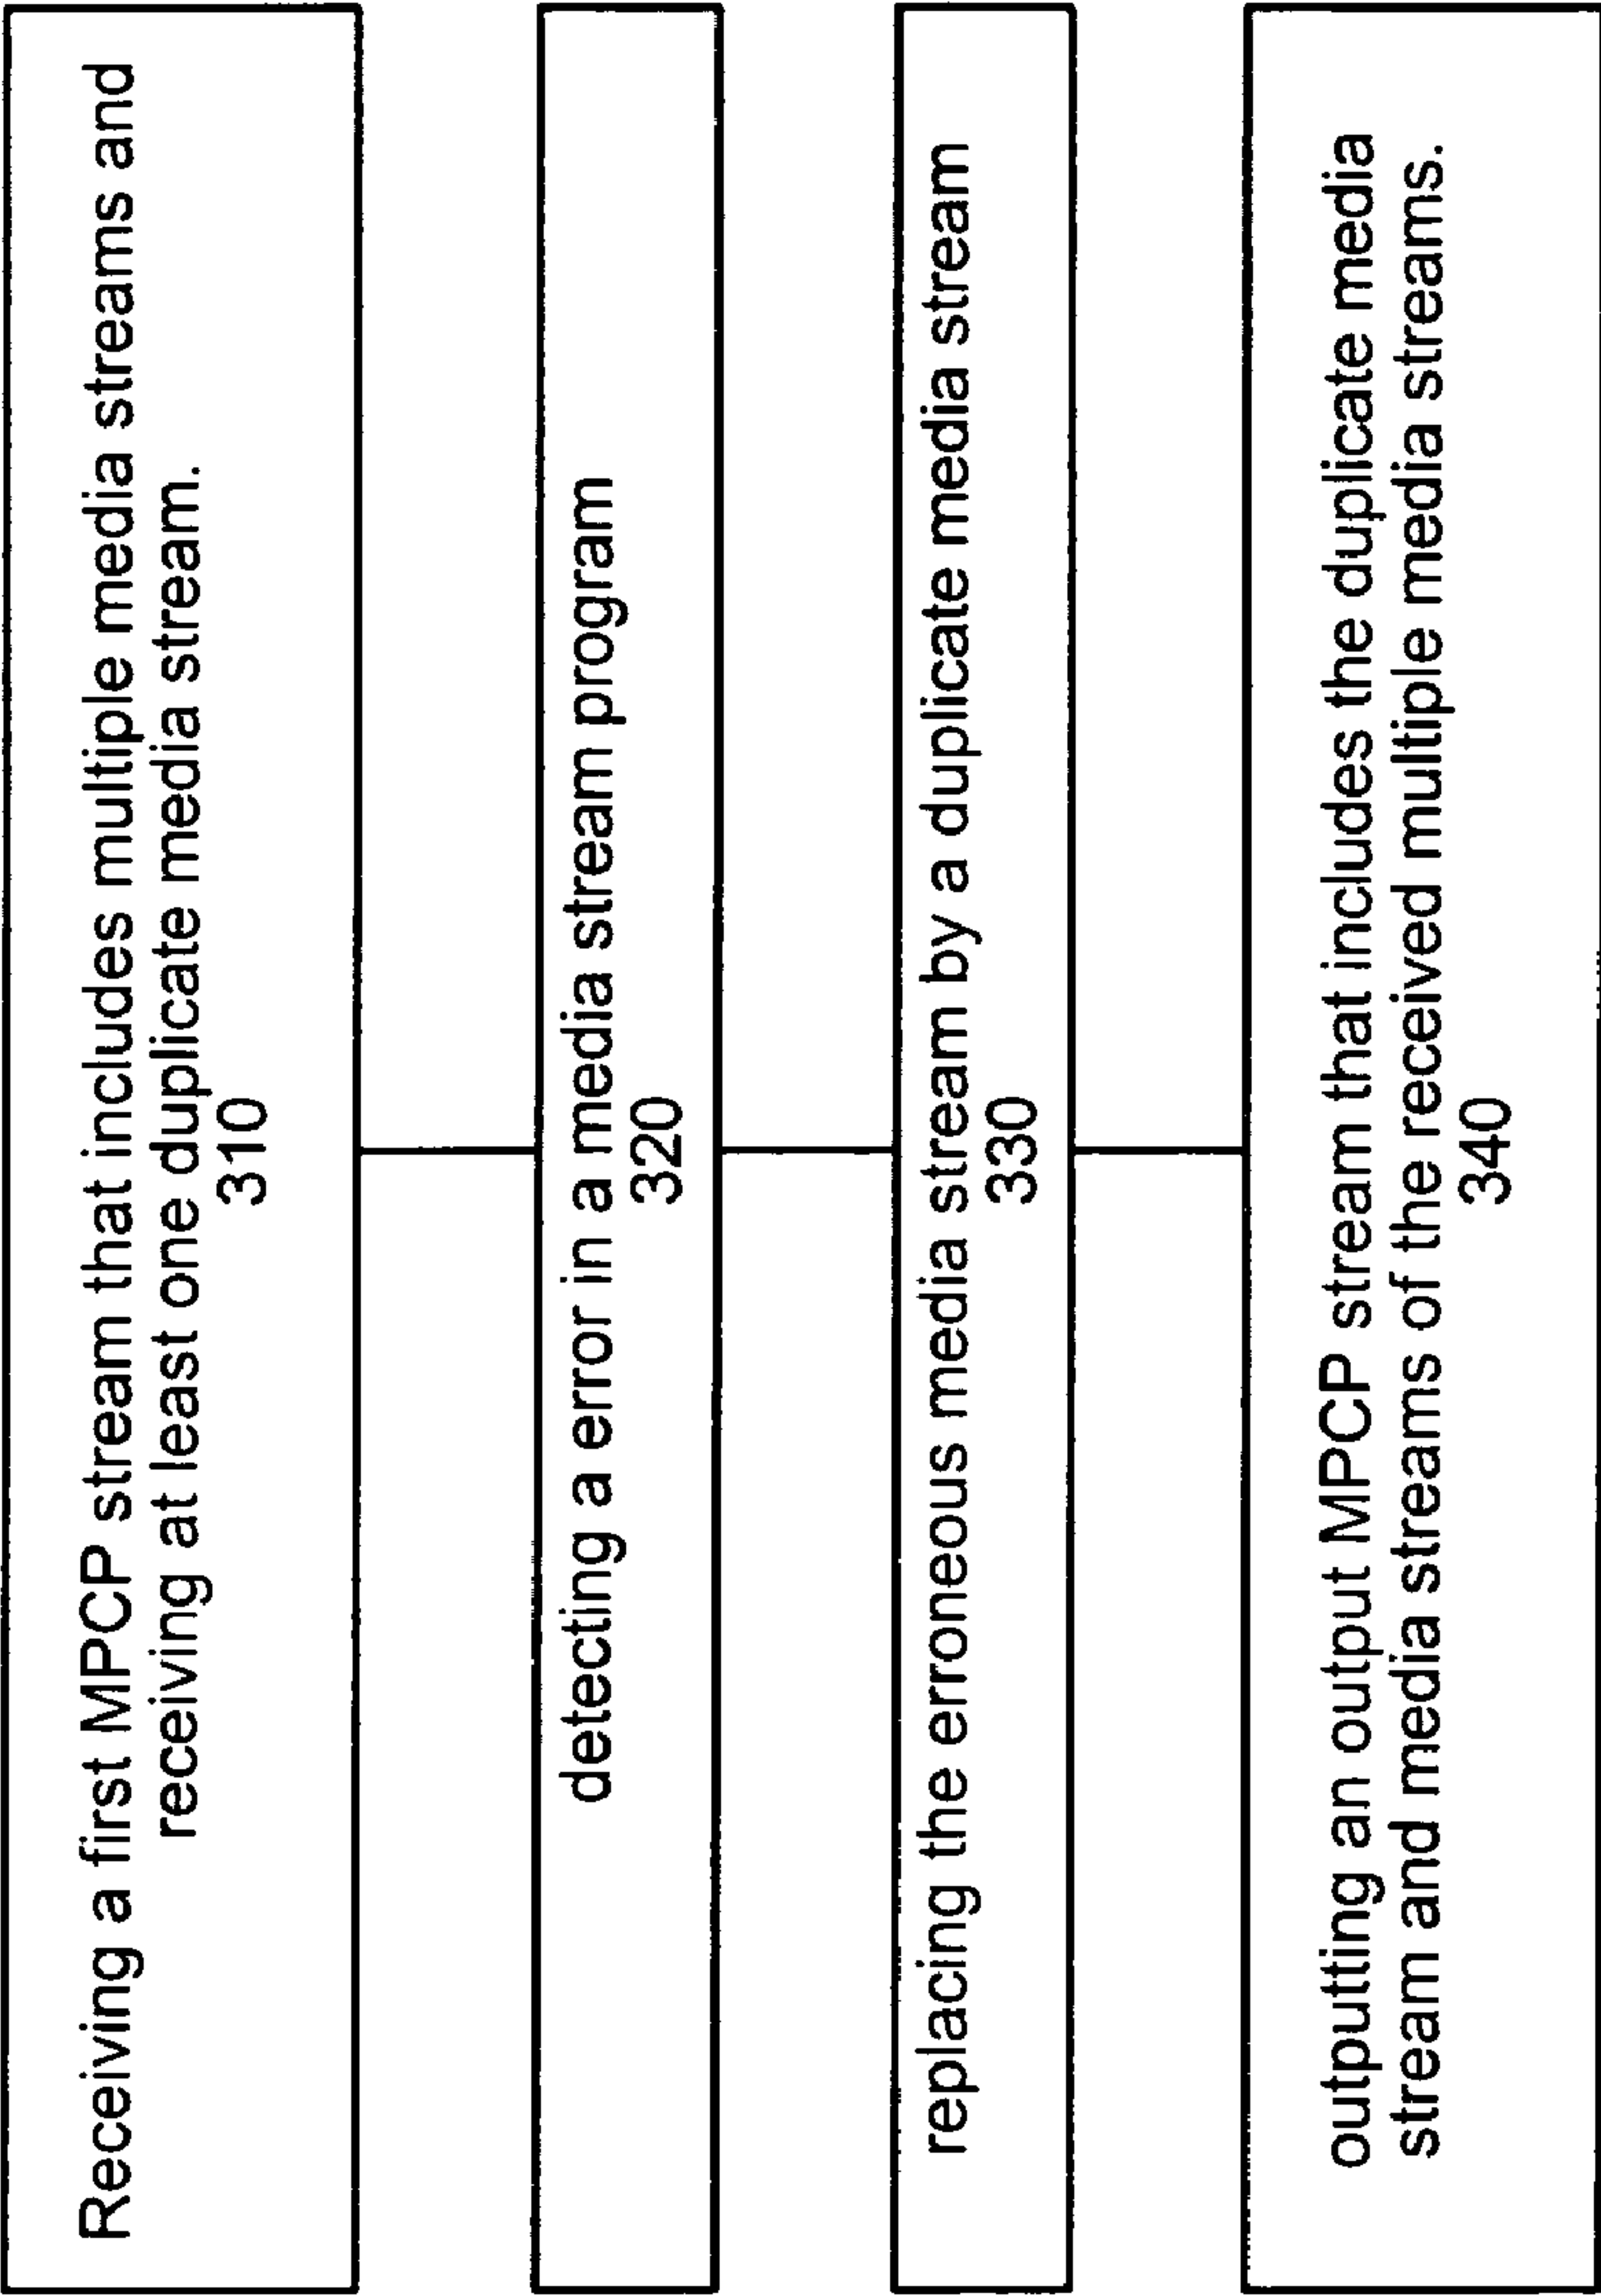 Receiving a first MPCP stream that includes multiple media streams and
receiving at least one duplicate media stream.
310
detecting a error in a media stream program
320
replacing the erroneous media stream by a duplicate media stream
330
outputting an output MPCP stream that includes the duplicate media
stream and media streams of the received multiple media streams.
340